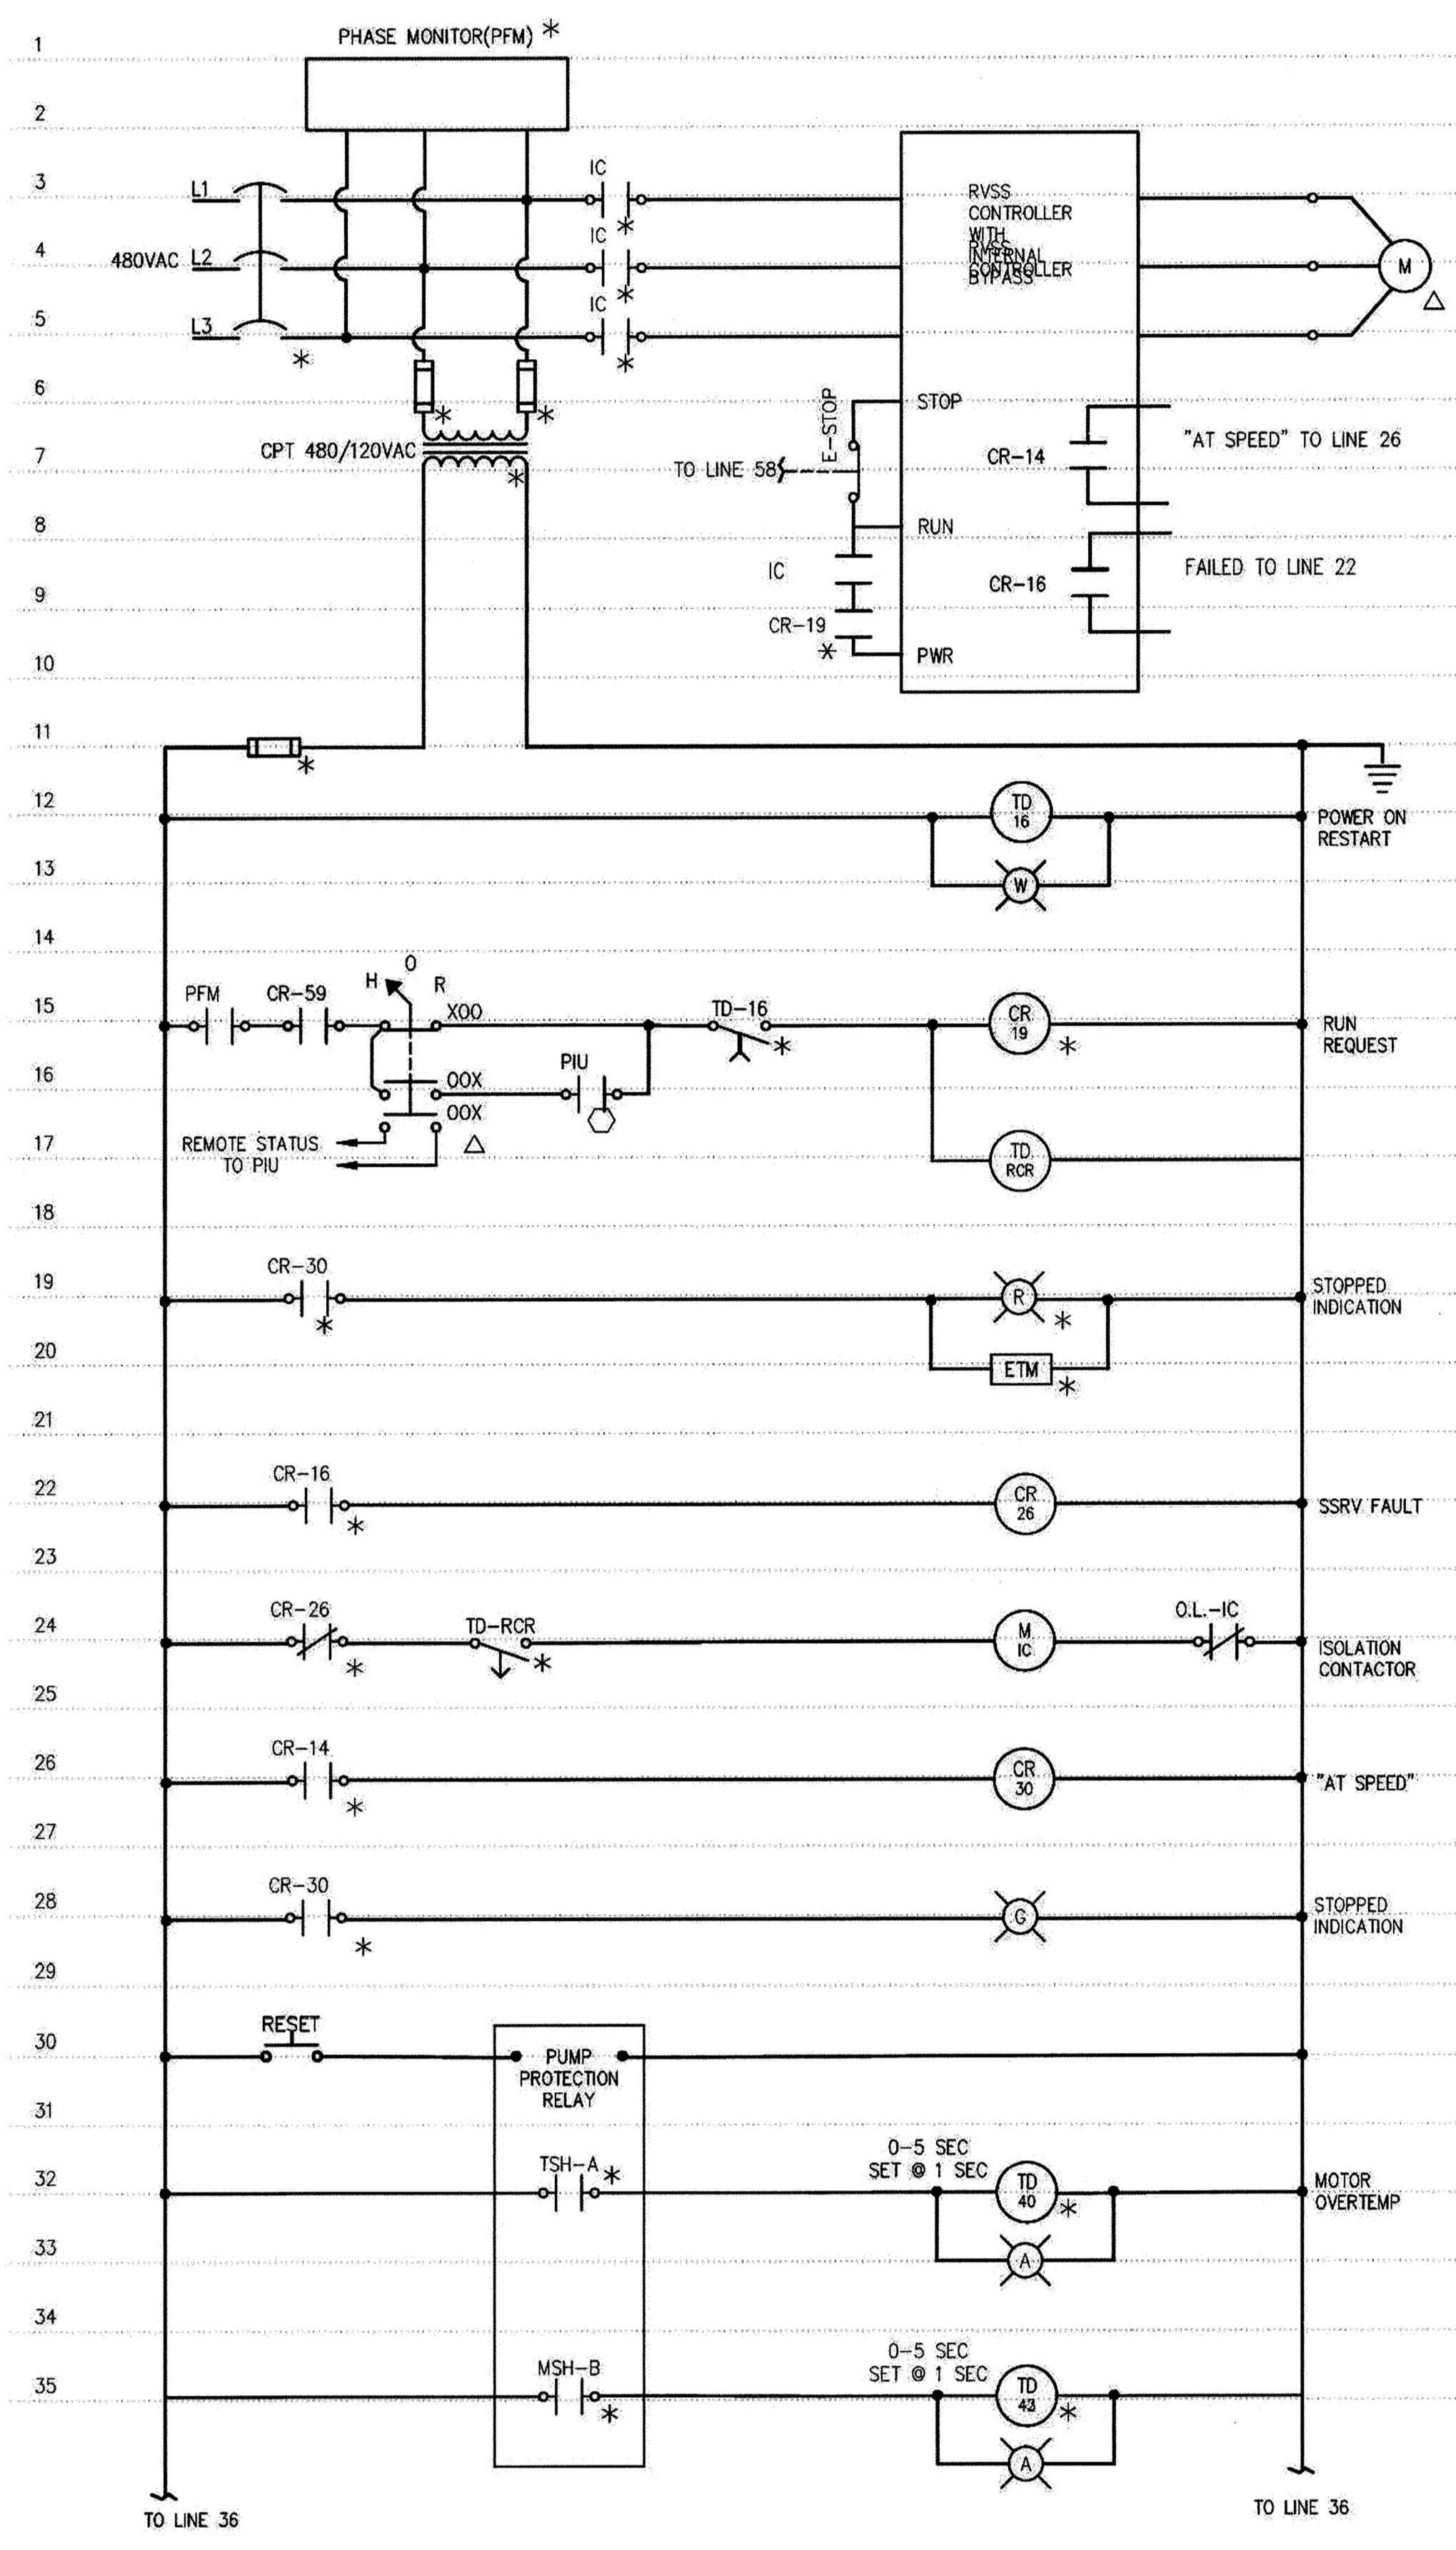 PHASE MONITOR(PFM) *
1
2
3
L1
IC
*
RVSS
CONTROLLER
WITH
INTERNAL
BYPASS
RVSS
CONTROLLER
4
480VAC L2
IC
*
M
△
5
L3
*
IC
*
6
*
*
E-STOP
STOP
7
CPT 480/120VAC
*
TO LINE 58
CR-14
"AT SPEED" TO LINE 26
8
RUN
IC
CR-16
FAILED TO LINE 22
9
CR-19
*
PWR
10
11
*
12
TD
16
POWER ON
RESTART
13
W
14
H O R
15
PFM
CR-59
XOO
TD-16
*
CR
19
*
RUN
REQUEST
16
OOX
PIU
OOX
17
REMOTE STATUS
TO PIU
△
TD
RCR
18
19
CR-30
*
R
*
STOPPED
INDICATION
20
ETM
*
21
22
CR-16
*
CR
26
SSRV FAULT
23
24
CR-26
*
TD-RCR
*
M
IC
O.L.-IC
ISOLATION
CONTACTOR
25
26
CR-14
*
CR
30
"AT SPEED"
27
28
CR-30
*
G
STOPPED
INDICATION
29
30
RESET
PUMP
PROTECTION
RELAY
31
32
TSH-A
*
0-5 SEC
SET @ 1 SEC
TD
40
*
MOTOR
OVERTEMP
33
A
34
35
MSH-B
*
0-5 SEC
SET @ 1 SEC
TD
43
*
A
TO LINE 36
TO LINE 36